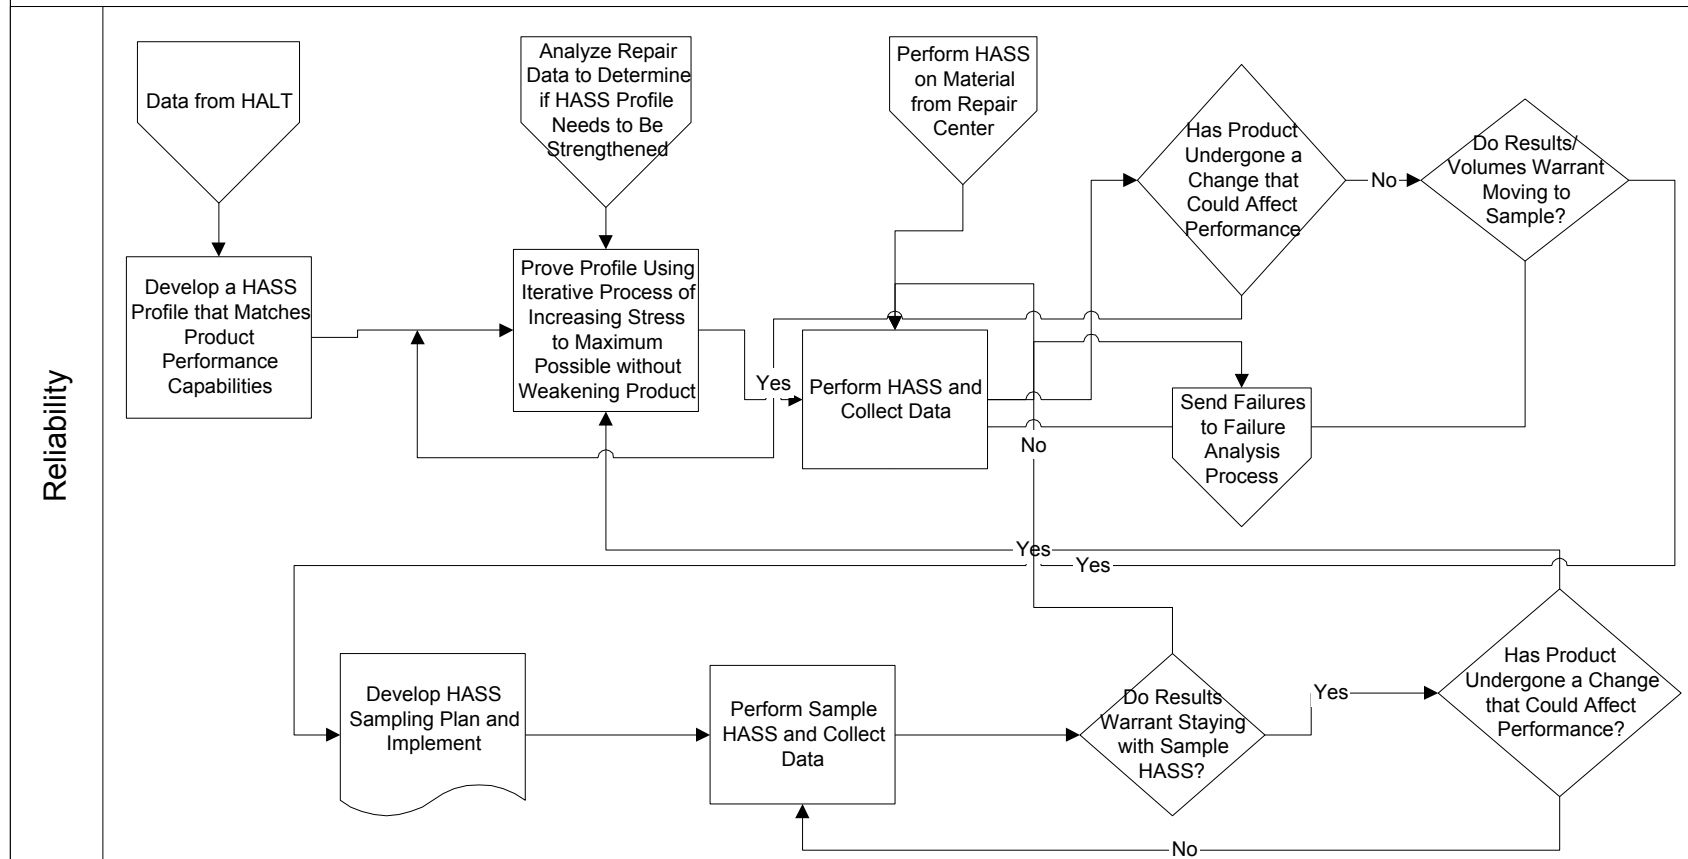 Reliability
Data from HALT
Analyze Repair
Data to Determine
if HASS Profile
Needs to Be
Strengthened
Perform HASS
on Material
from Repair
Center
Has Product
Undergone a
Change that
Could Affect
Performance
No
Do Results/
Volumes Warrant
Moving to
Sample?
Develop a HASS
Profile that Matches
Product
Performance
Capabilities
Prove Profile Using
Iterative Process of
Increasing Stress
to Maximum
Possible without
Weakening Product
Yes
Perform HASS and
Collect Data
No
Send Failures
to Failure
Analysis
Process
Yes
Yes
Develop HASS
Sampling Plan and
Implement
Perform Sample
HASS and Collect
Data
Do Results
Warrant Staying
with Sample
HASS?
Yes
Has Product
Undergone a Change
that Could Affect
Performance?
No